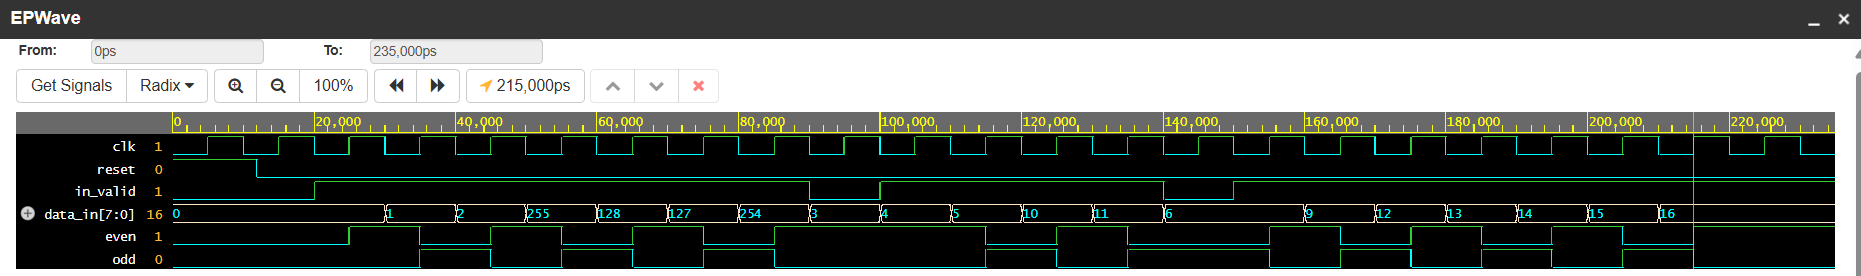 EPWave
From: 0ps To: 235,000ps
Get Signals Radix 100% 215,000ps
0 20,000 40,000 60,000 80,000 100,000 120,000 140,000 160,000 180,000 200,000 220,000
clk 1
reset 0
in_valid 1
data_in[7:0] 16 0 1 2 255 128 127 254 3 4 5 10 11 6 9 12 13 14 15 16
even 1
odd 0